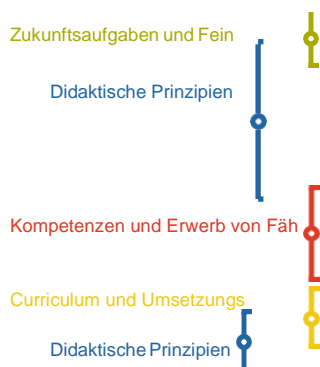 Zukunftsaufgaben und Fein
Didaktische Prinzipien
Kompetenzen und Erwerb von Fäh
Curriculum und Umsetzungs
Didaktische Prinzipien